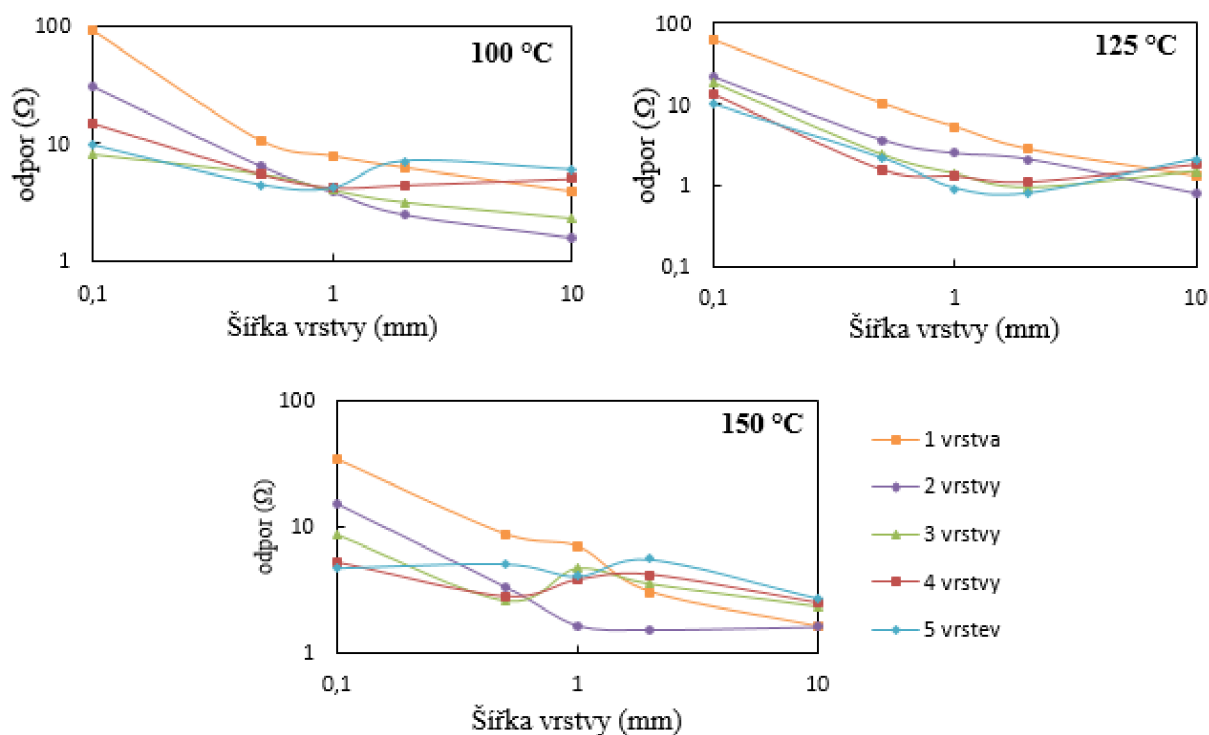 100 °C
100
10
1
odpor (Ω)
0,1
1
10
Šířka vrstvy (mm)
125 °C
100
10
1
0,1
odpor (Ω)
0,1
1
10
Šířka vrstvy (mm)
150 °C
100
10
1
odpor (Ω)
0,1
1
10
Šířka vrstvy (mm)
1 vrstva
2 vrstvy
3 vrstvy
4 vrstvy
5 vrstev